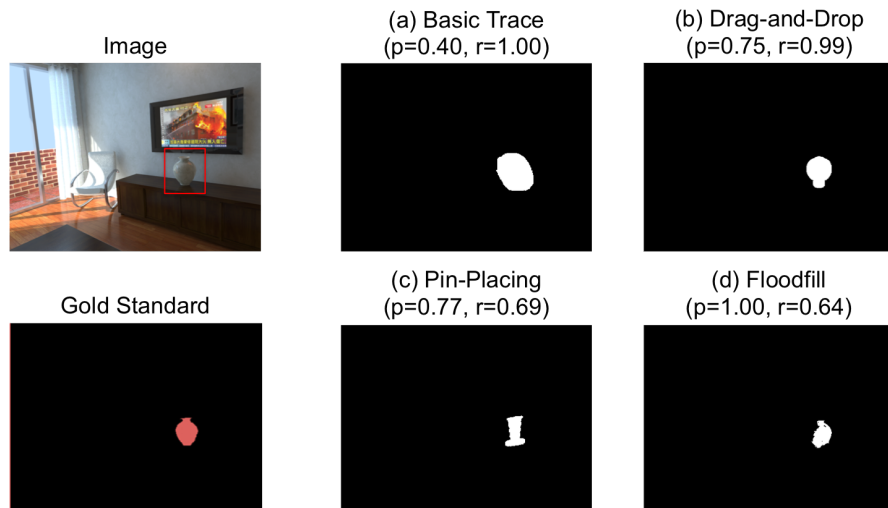 Image
(a) Basic Trace
(p=0.40, r=1.00)
(b) Drag-and-Drop
(p=0.75, r=0.99)
Gold Standard
(c) Pin-Placing
(p=0.77, r=0.69)
(d) Floodfill
(p=1.00, r=0.64)